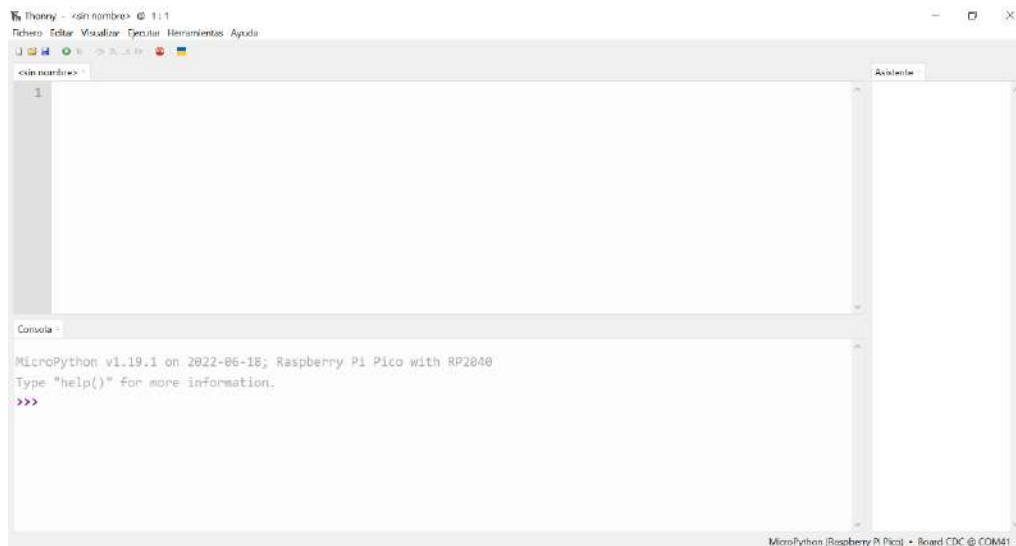 Thonny - <sin nombre> @ 1:1
Fichero Editar Visualizar Ejecutar Herramientas Ayuda
<sin nombre>
Asistente
1
Consola
MicroPython v1.19.1 on 2022-06-18; Raspberry Pi Pico with RP2040
Type "help()" for more information.
>>>
MicroPython (Raspberry Pi Pico) • Board CDC @ COM41